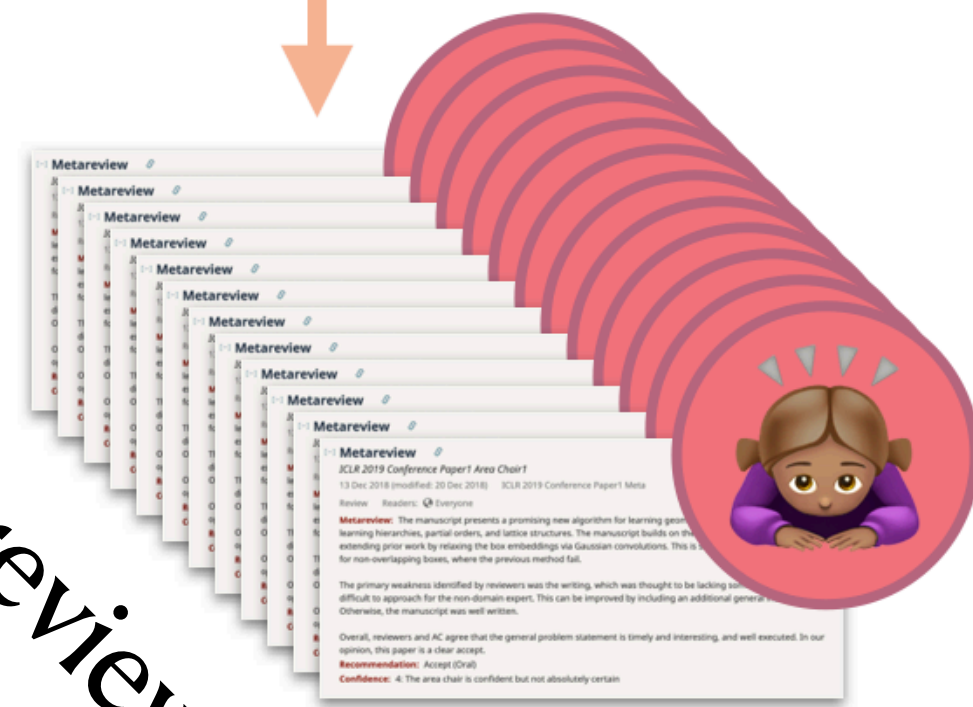 Metareview
Metareview
Metareview
Metareview
Metareview
Metareview
Metareview
Metareview
Metareview
Metareview
Metareview
Metareview
ICLR 2019 Conference Paper1 Area Chair1
13 Dec 2018 (modified: 20 Dec 2018) ICLR 2019 Conference Paper1 Meta
Review Readers: Everyone
Metareview: The manuscript presents a promising new algorithm for learning
learning hierarchies, partial orders, and lattice structures. The manuscript builds on
extending prior work by relaxing the box embeddings via Gaussian convolutions. This is
for non-overlapping boxes, where the previous method fail.
The primary weakness identified by reviewers was the writing, which was thought to be lacking
difficult to approach for the non-domain expert. This can be improved by including an additional general
Otherwise, the manuscript was well written.
Overall, reviewers and AC agree that the general problem statement is timely and interesting, and well executed. In our
opinion, this paper is a clear accept.
Recommendation: Accept (Oral)
Confidence: 4: The area chair is confident but not absolutely certain